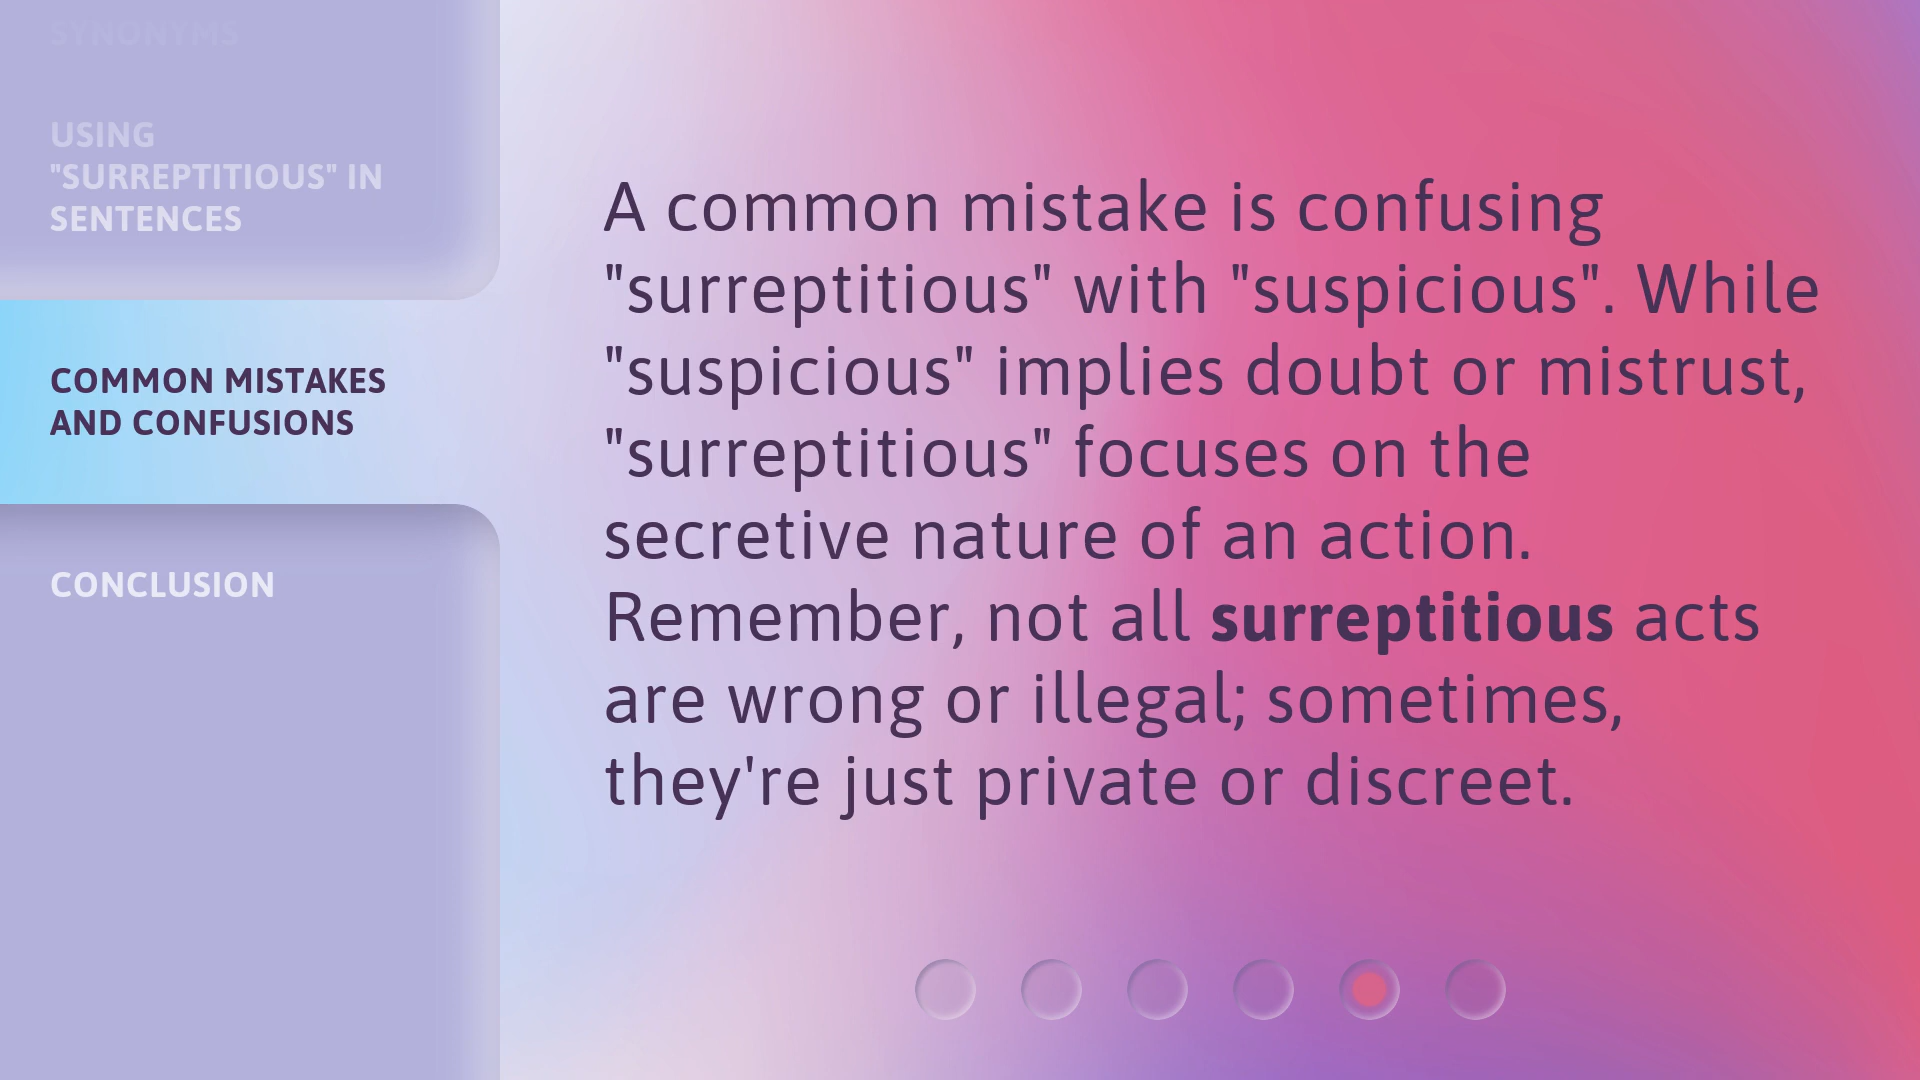 SYNONYMS
USING
"SURREPTITIOUS" IN
SENTENCES
COMMON MISTAKES
AND CONFUSIONS
CONCLUSION
A common mistake is confusing
"surreptitious" with "suspicious". While
"suspicious" implies doubt or mistrust,
"surreptitious" focuses on the
secretive nature of an action.
Remember, not all surreptitious acts
are wrong or illegal; sometimes,
they're just private or discreet.